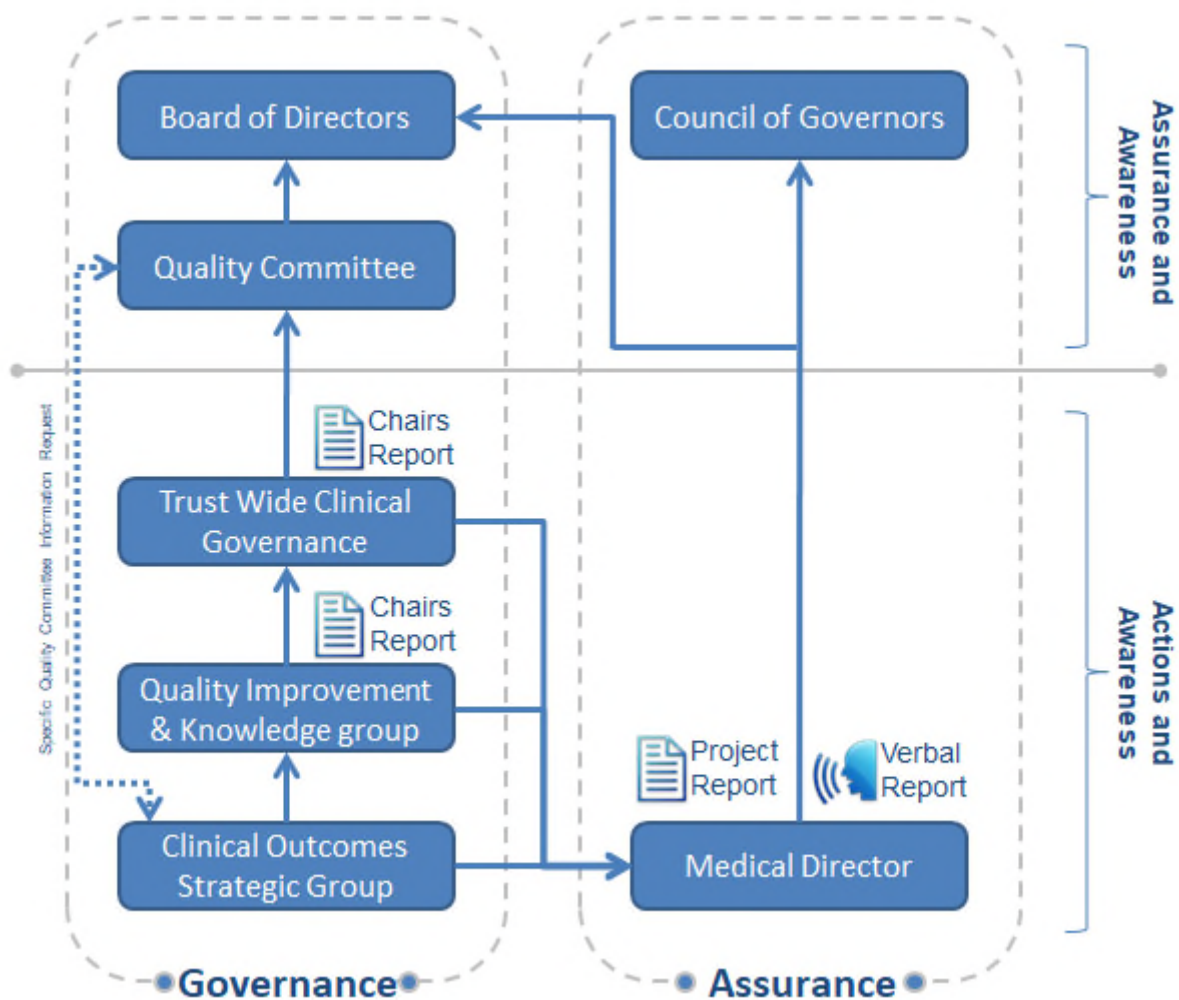 Board of Directors
Council of Governors
Assurance and
Awareness
Quality Committee
Specific Quality Committee Information Request
Chairs
Report
Trust Wide Clinical
Governance
Chairs
Report
Quality Improvement
& Knowledge group
Actions and
Awareness
Project
Report
Verbal
Report
Clinical Outcomes
Strategic Group
Medical Director
Governance
Assurance